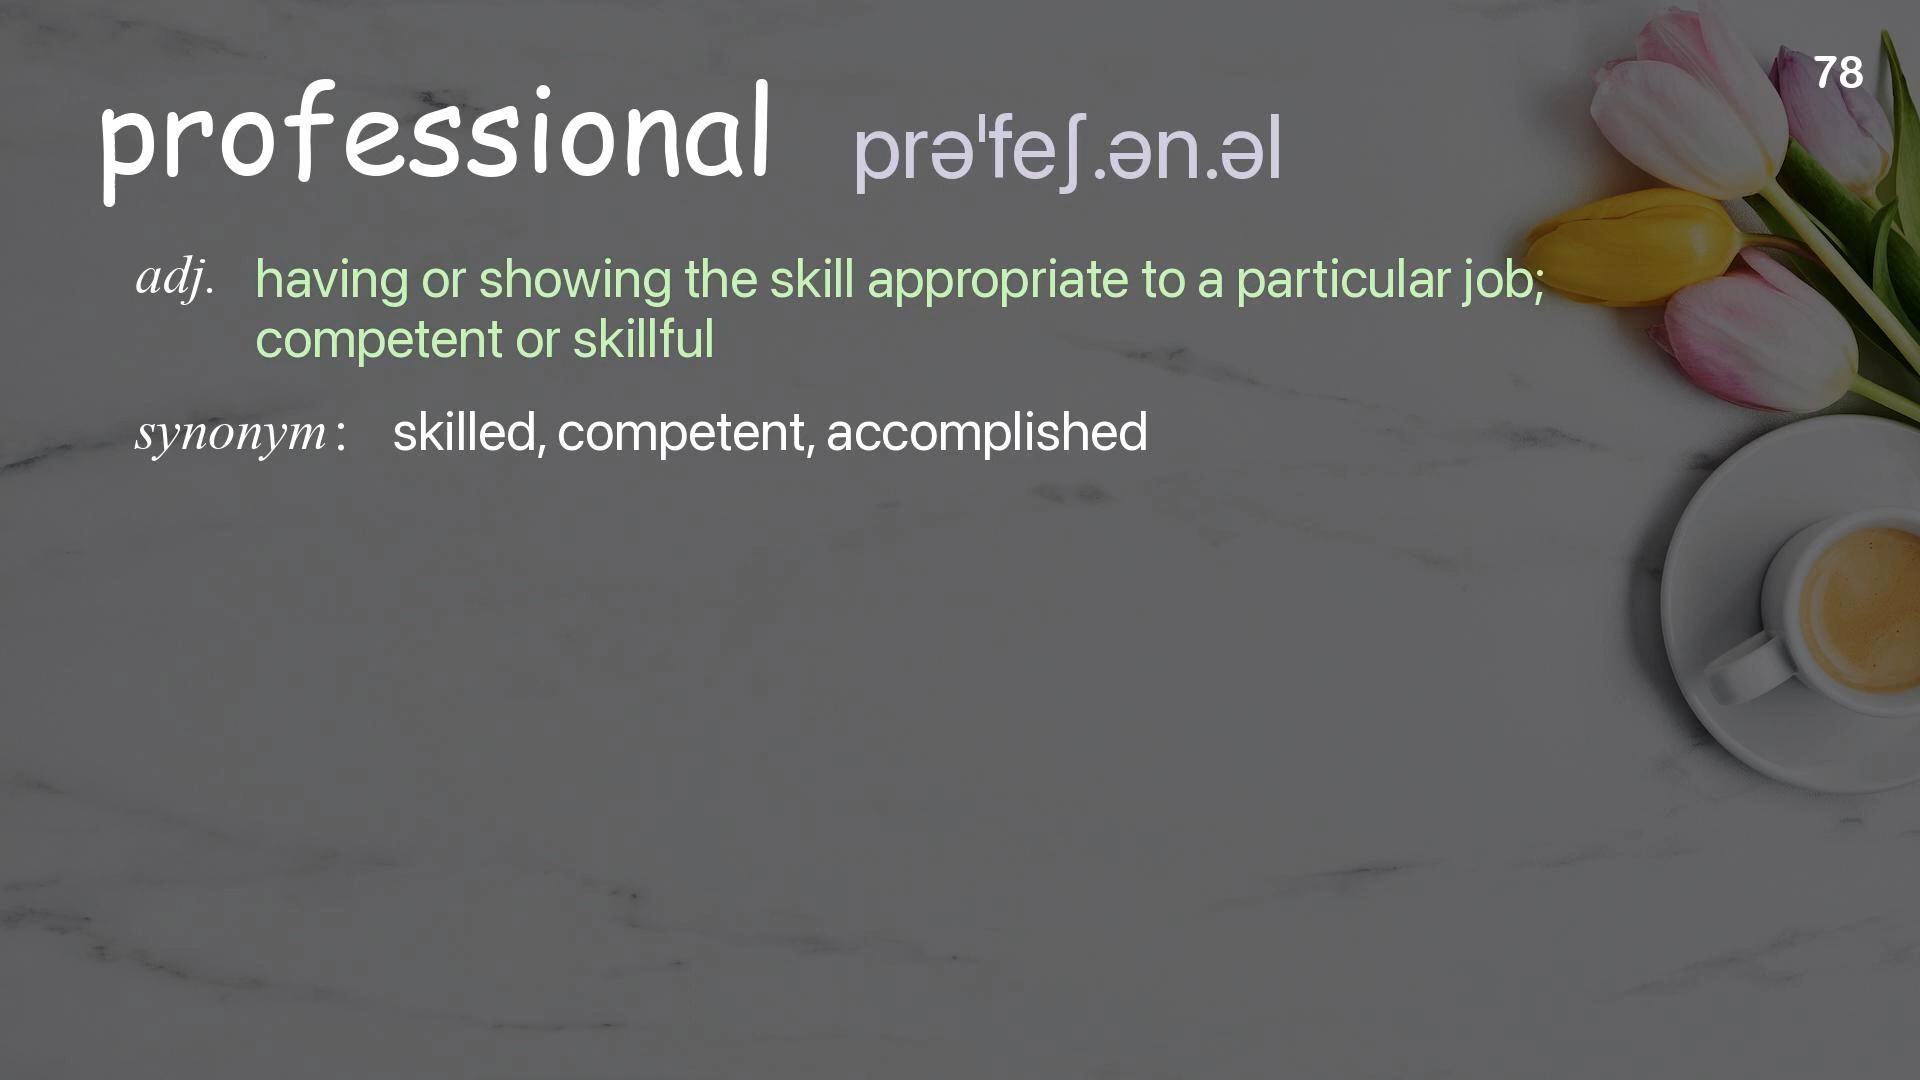 78
professional prəˈfeʃ.ən.əl
adj. having or showing the skill appropriate to a particular job;
competent or skillful
synonym: skilled, competent, accomplished